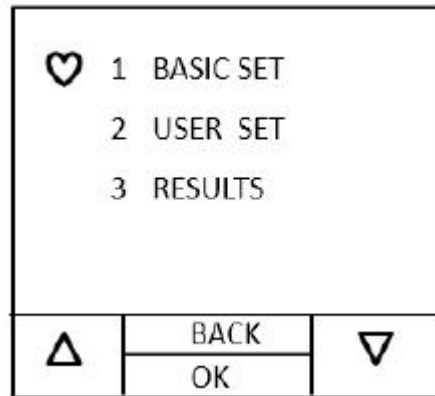 1 BASIC SET
2 USER SET
3 RESULTS
BACK
OK